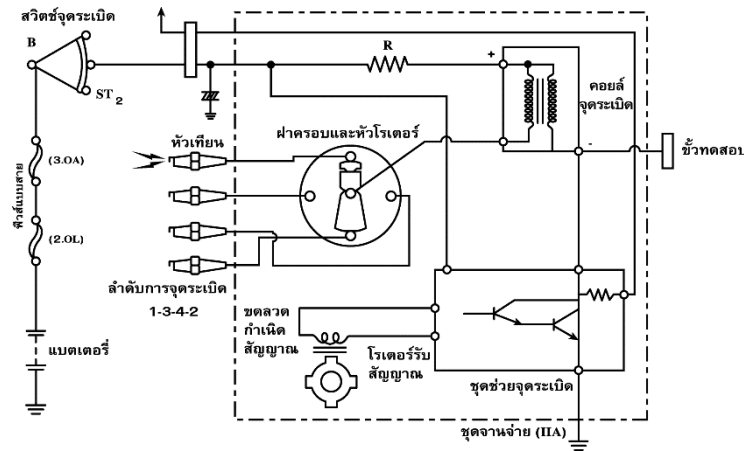 สวิตช์จุดระเบิด
B
ST2
R
+
คอยล์
จุดระเบิด
-
ขั้วทดสอบ
หัวเทียน
ฝาครอบและหัวโรเตอร์
(3.0A)
ฟิวส์แบบสาย
(2.0L)
ลำดับการจุดระเบิด
1-3-4-2
แบตเตอรี่
ขดลวด
กำเนิด
สัญญาณ
โรเตอร์รับ
สัญญาณ
ชุดช่วยจุดระเบิด
ชุดจานจ่าย (IIA)